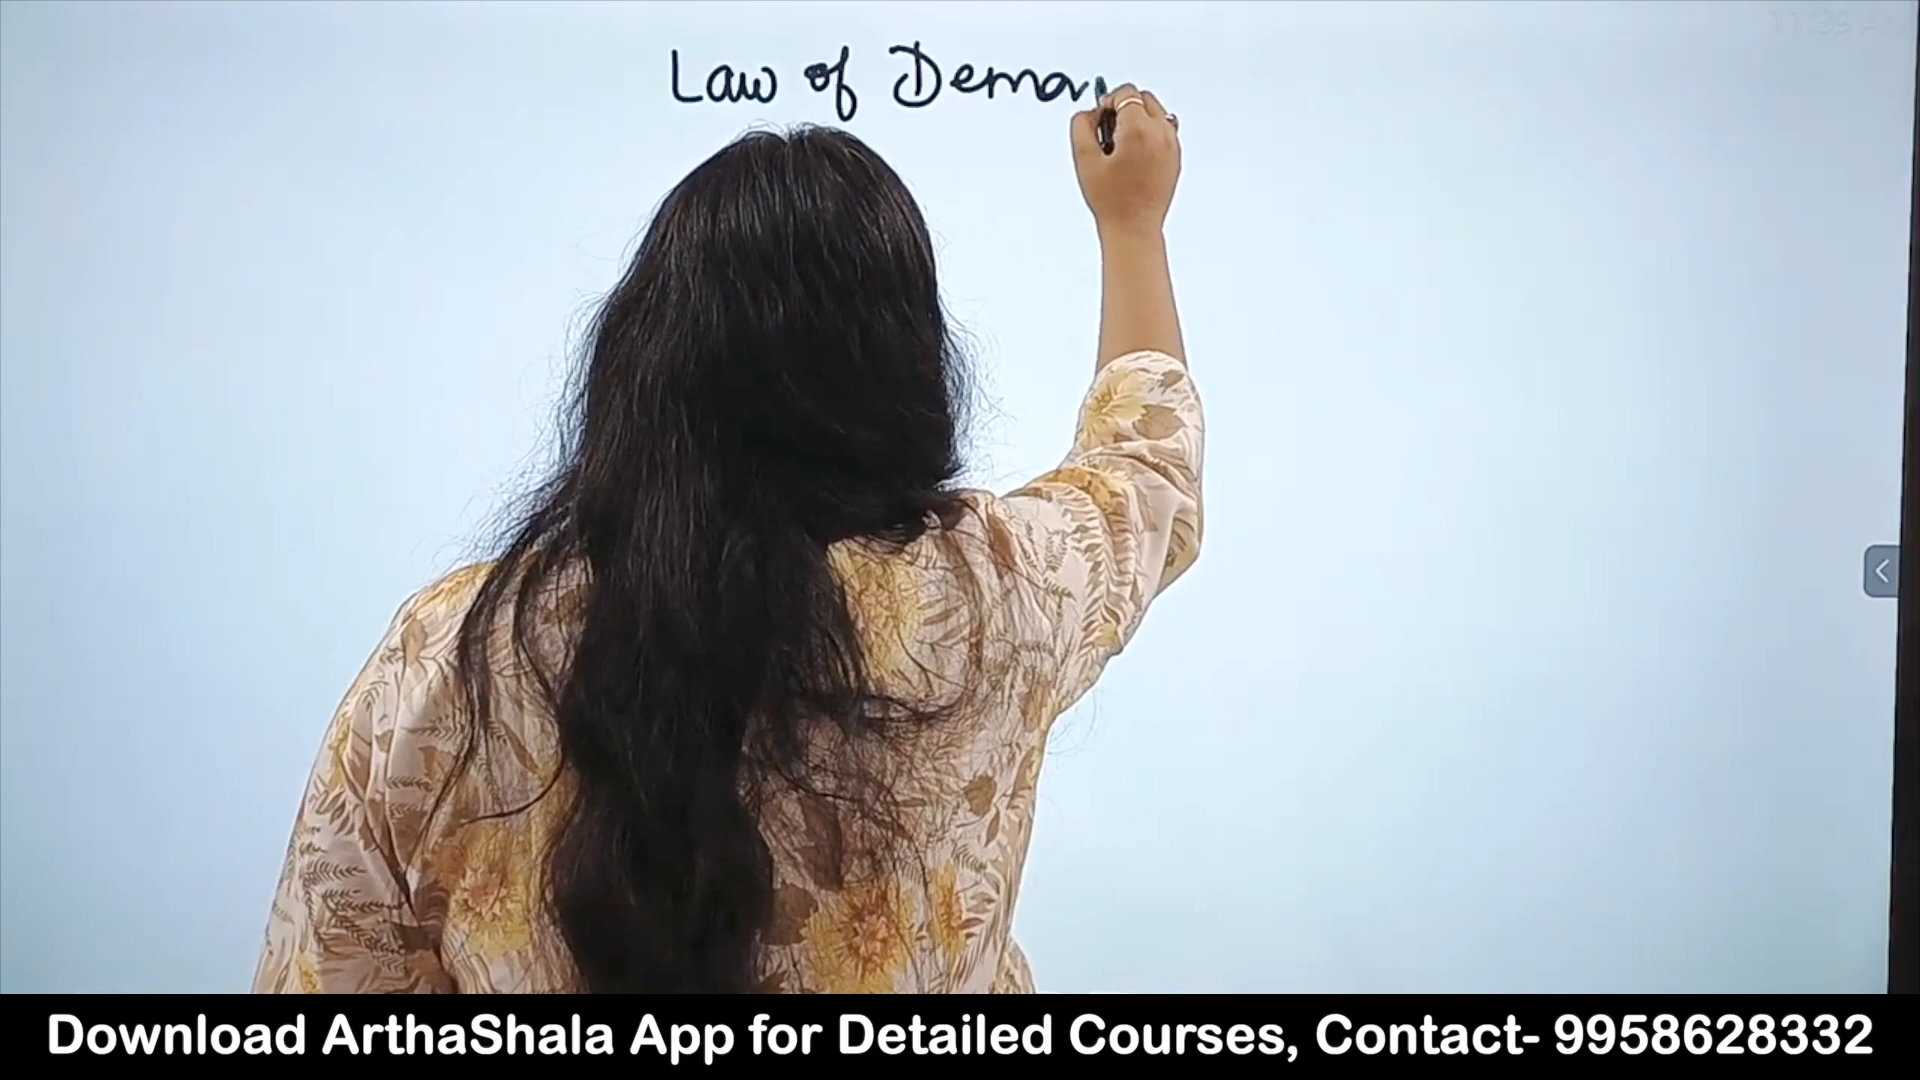 Law of Dema
Download ArthaShala App for Detailed Courses, Contact- 9958628332